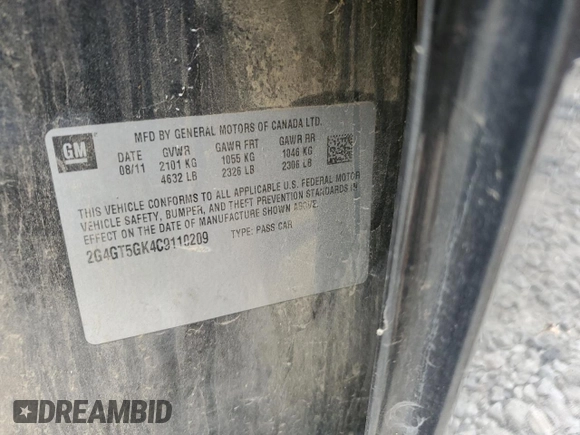 MFD BY GENERAL MOTORS OF CANADA LTD.
GM
DATE GVWR GAWR FRT GAWR RR
08/11 2101 KG 1055 KG 1046 KG
4632 LB 2326 LB 2306 LB
THIS VEHICLE CONFORMS TO ALL APPLICABLE U.S. FEDERAL MOTOR
VEHICLE SAFETY, BUMPER, AND THEFT PREVENTION STANDARDS IN
EFFECT ON THE DATE OF MANUFACTURE SHOWN ABOVE.
2G4GT5GK4C9110209 TYPE: PASS CAR
DREAMBID